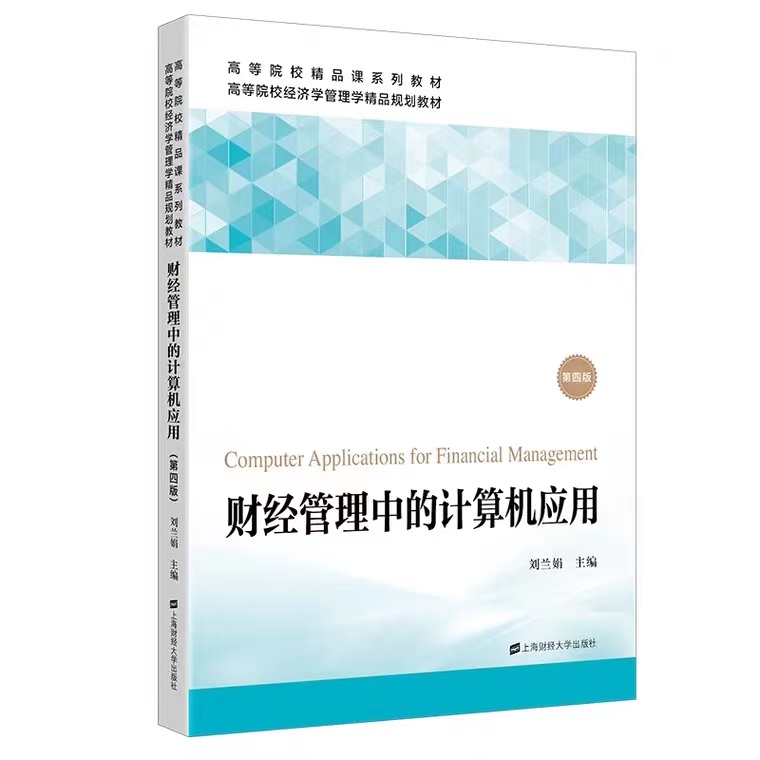 高等院校精品课系列教材
高等院校经济学管理学精品规划教材
第四版
Computer Applications for Financial Management
财经管理中的计算机应用
刘兰娟 主编
上海财经大学出版社
高等院校精品课系列教材
高等院校经济学管理学精品规划教材
财经管理中的计算机应用(第四版)
刘兰娟 主编
上海财经大学出版社